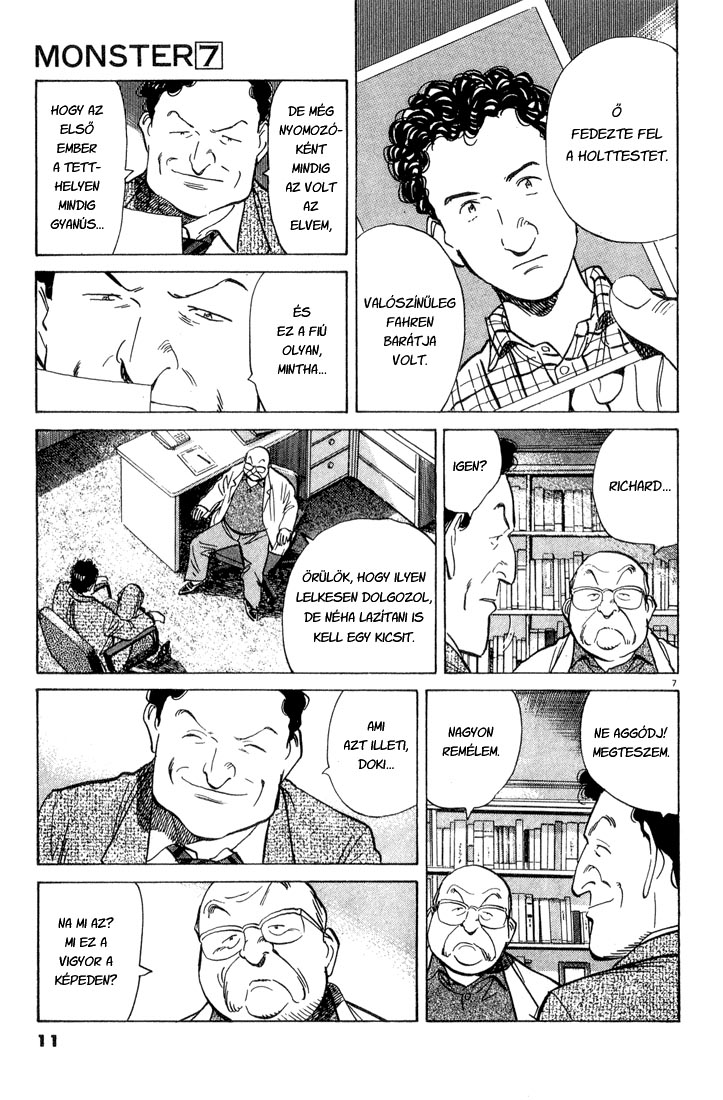 MONSTER 7
Ő
FEDEZTE FEL
A HOLTTESTET.
VALÓSZÍNŰLEG
FAHREN
BARÁTJA
VOLT.
DE MÉG
NYOMOZÓ-
KÉNT
MINDIG
AZ VOLT
AZ
ELVEM,
HOGY AZ
ELSŐ
EMBER
A TETT-
HELYEN
MINDIG
GYANÚS...
ÉS
EZ A FIÚ
OLYAN,
MINTHA...
RICHARD...
IGEN?
7
ÖRÜLÖK, HOGY ILYEN
LELKESEN DOLGOZOL,
DE NÉHA LAZÍTANI IS
KELL EGY KICSIT.
NE AGGÓDJ!
MEGTESZEM.
NAGYON
REMÉLEM.
AMI
AZT ILLETI,
DOKI...
NA MI AZ?
MI EZ A
VIGYOR A
KÉPEDEN?
11